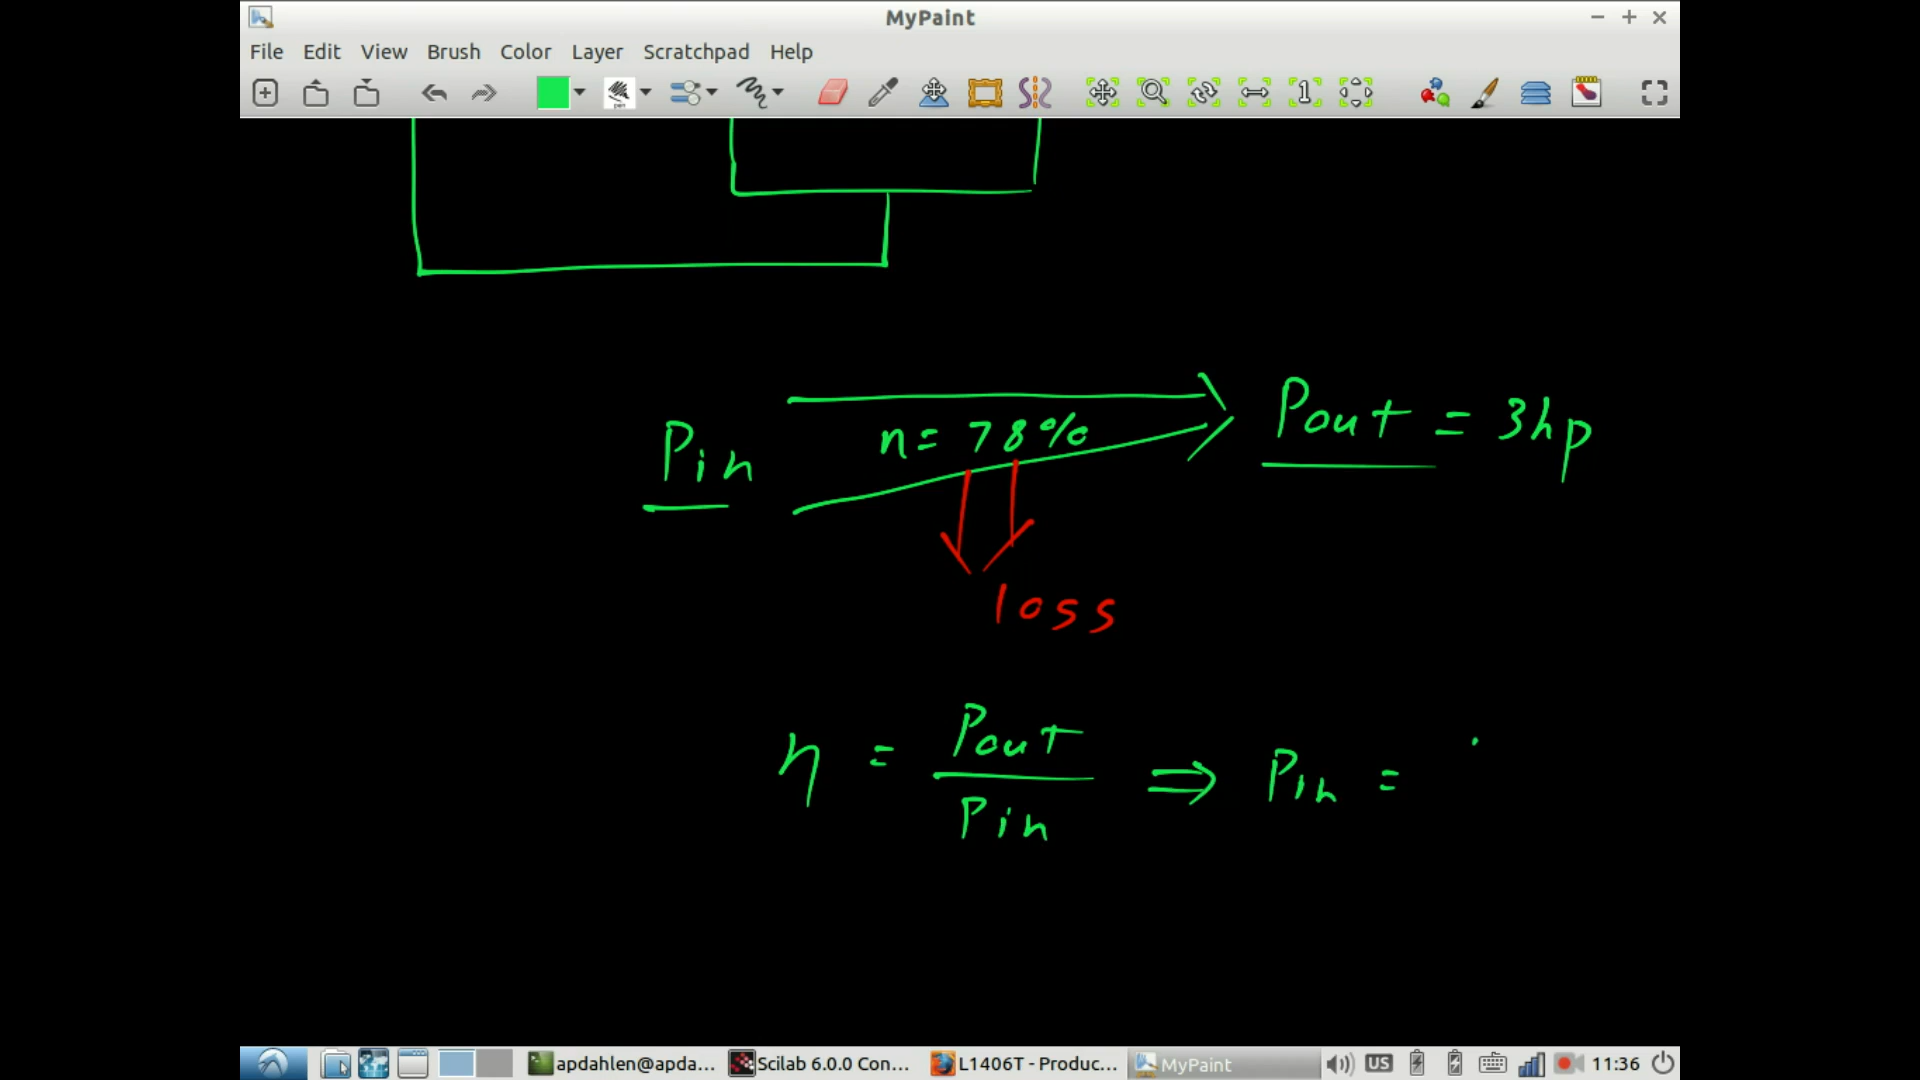 MyPaint
File Edit View Brush Color Layer Scratchpad Help
1
Pin
n = 78%
Pout = 3hp
loss
η = Pout / Pin ⇒ Pin =
apdahlen@apda... Scilab 6.0.0 Con... L1406T - Produc... MyPaint US 11:36